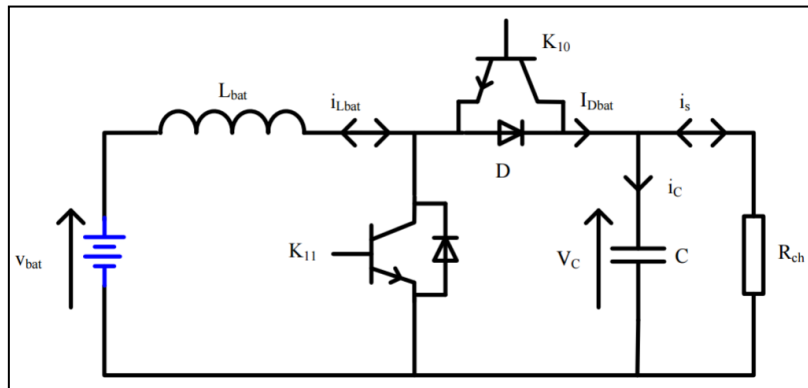 K10
Lbat
iLbat
IDbat
is
D
iC
K11
vbat
VC
C
Rch